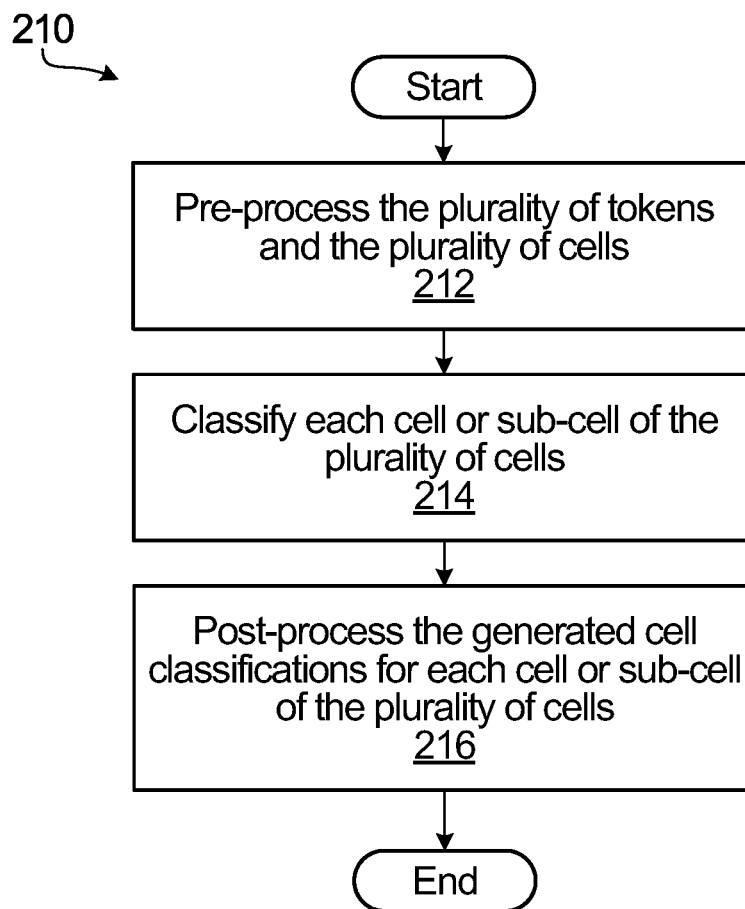 210
Start
Pre-process the plurality of tokens
and the plurality of cells
212
Classify each cell or sub-cell of the
plurality of cells
214
Post-process the generated cell
classifications for each cell or sub-cell
of the plurality of cells
216
End